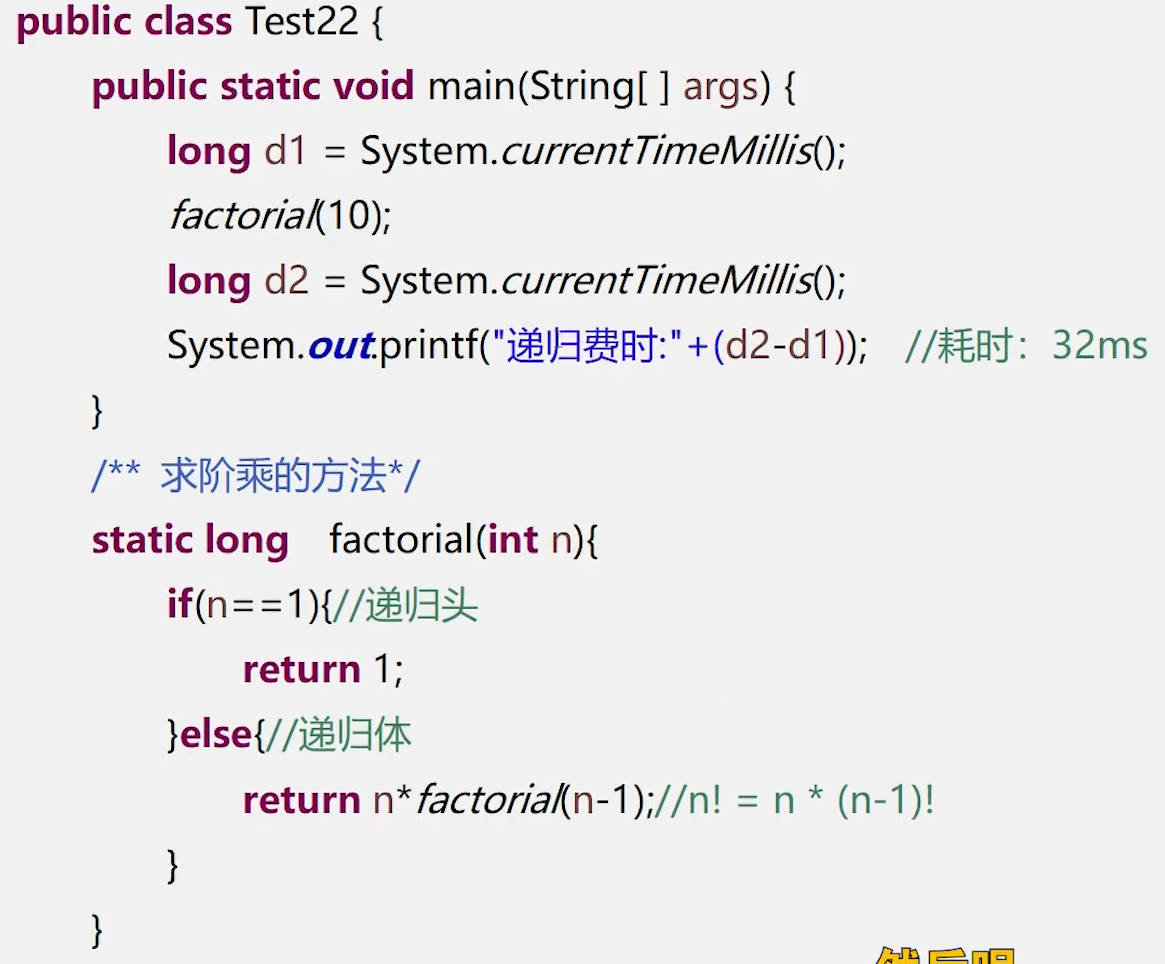 public class Test22 {
public static void main(String[ ] args) {
long d1 = System.currentTimeMillis();
factorial(10);
long d2 = System.currentTimeMillis();
System.out.printf("递归费时:"+(d2-d1)); //耗时：32ms
}
/** 求阶乘的方法*/
static long factorial(int n){
if(n==1){//递归头
return 1;
}else{//递归体
return n*factorial(n-1);//n! = n * (n-1)!
}
}